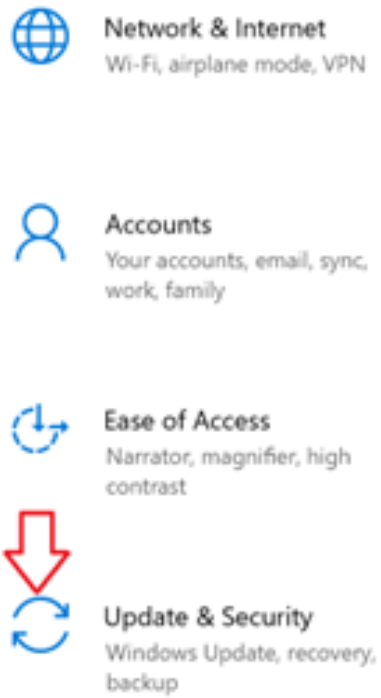 Network & Internet
Wi-Fi, airplane mode, VPN
Accounts
Your accounts, email, sync,
work, family
Ease of Access
Narrator, magnifier, high
contrast
Update & Security
Windows Update, recovery,
backup